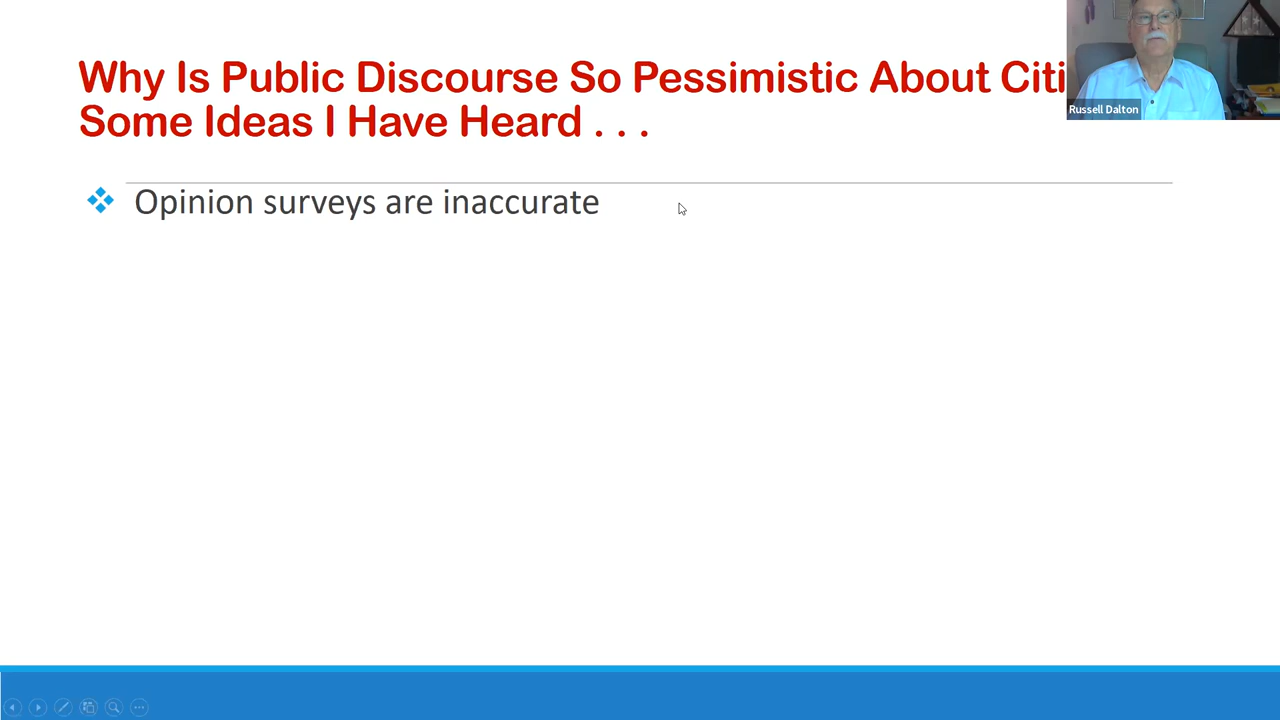 Why Is Public Discourse So Pessimistic About Citi
Some Ideas I Have Heard . . .
Russell Dalton
Opinion surveys are inaccurate